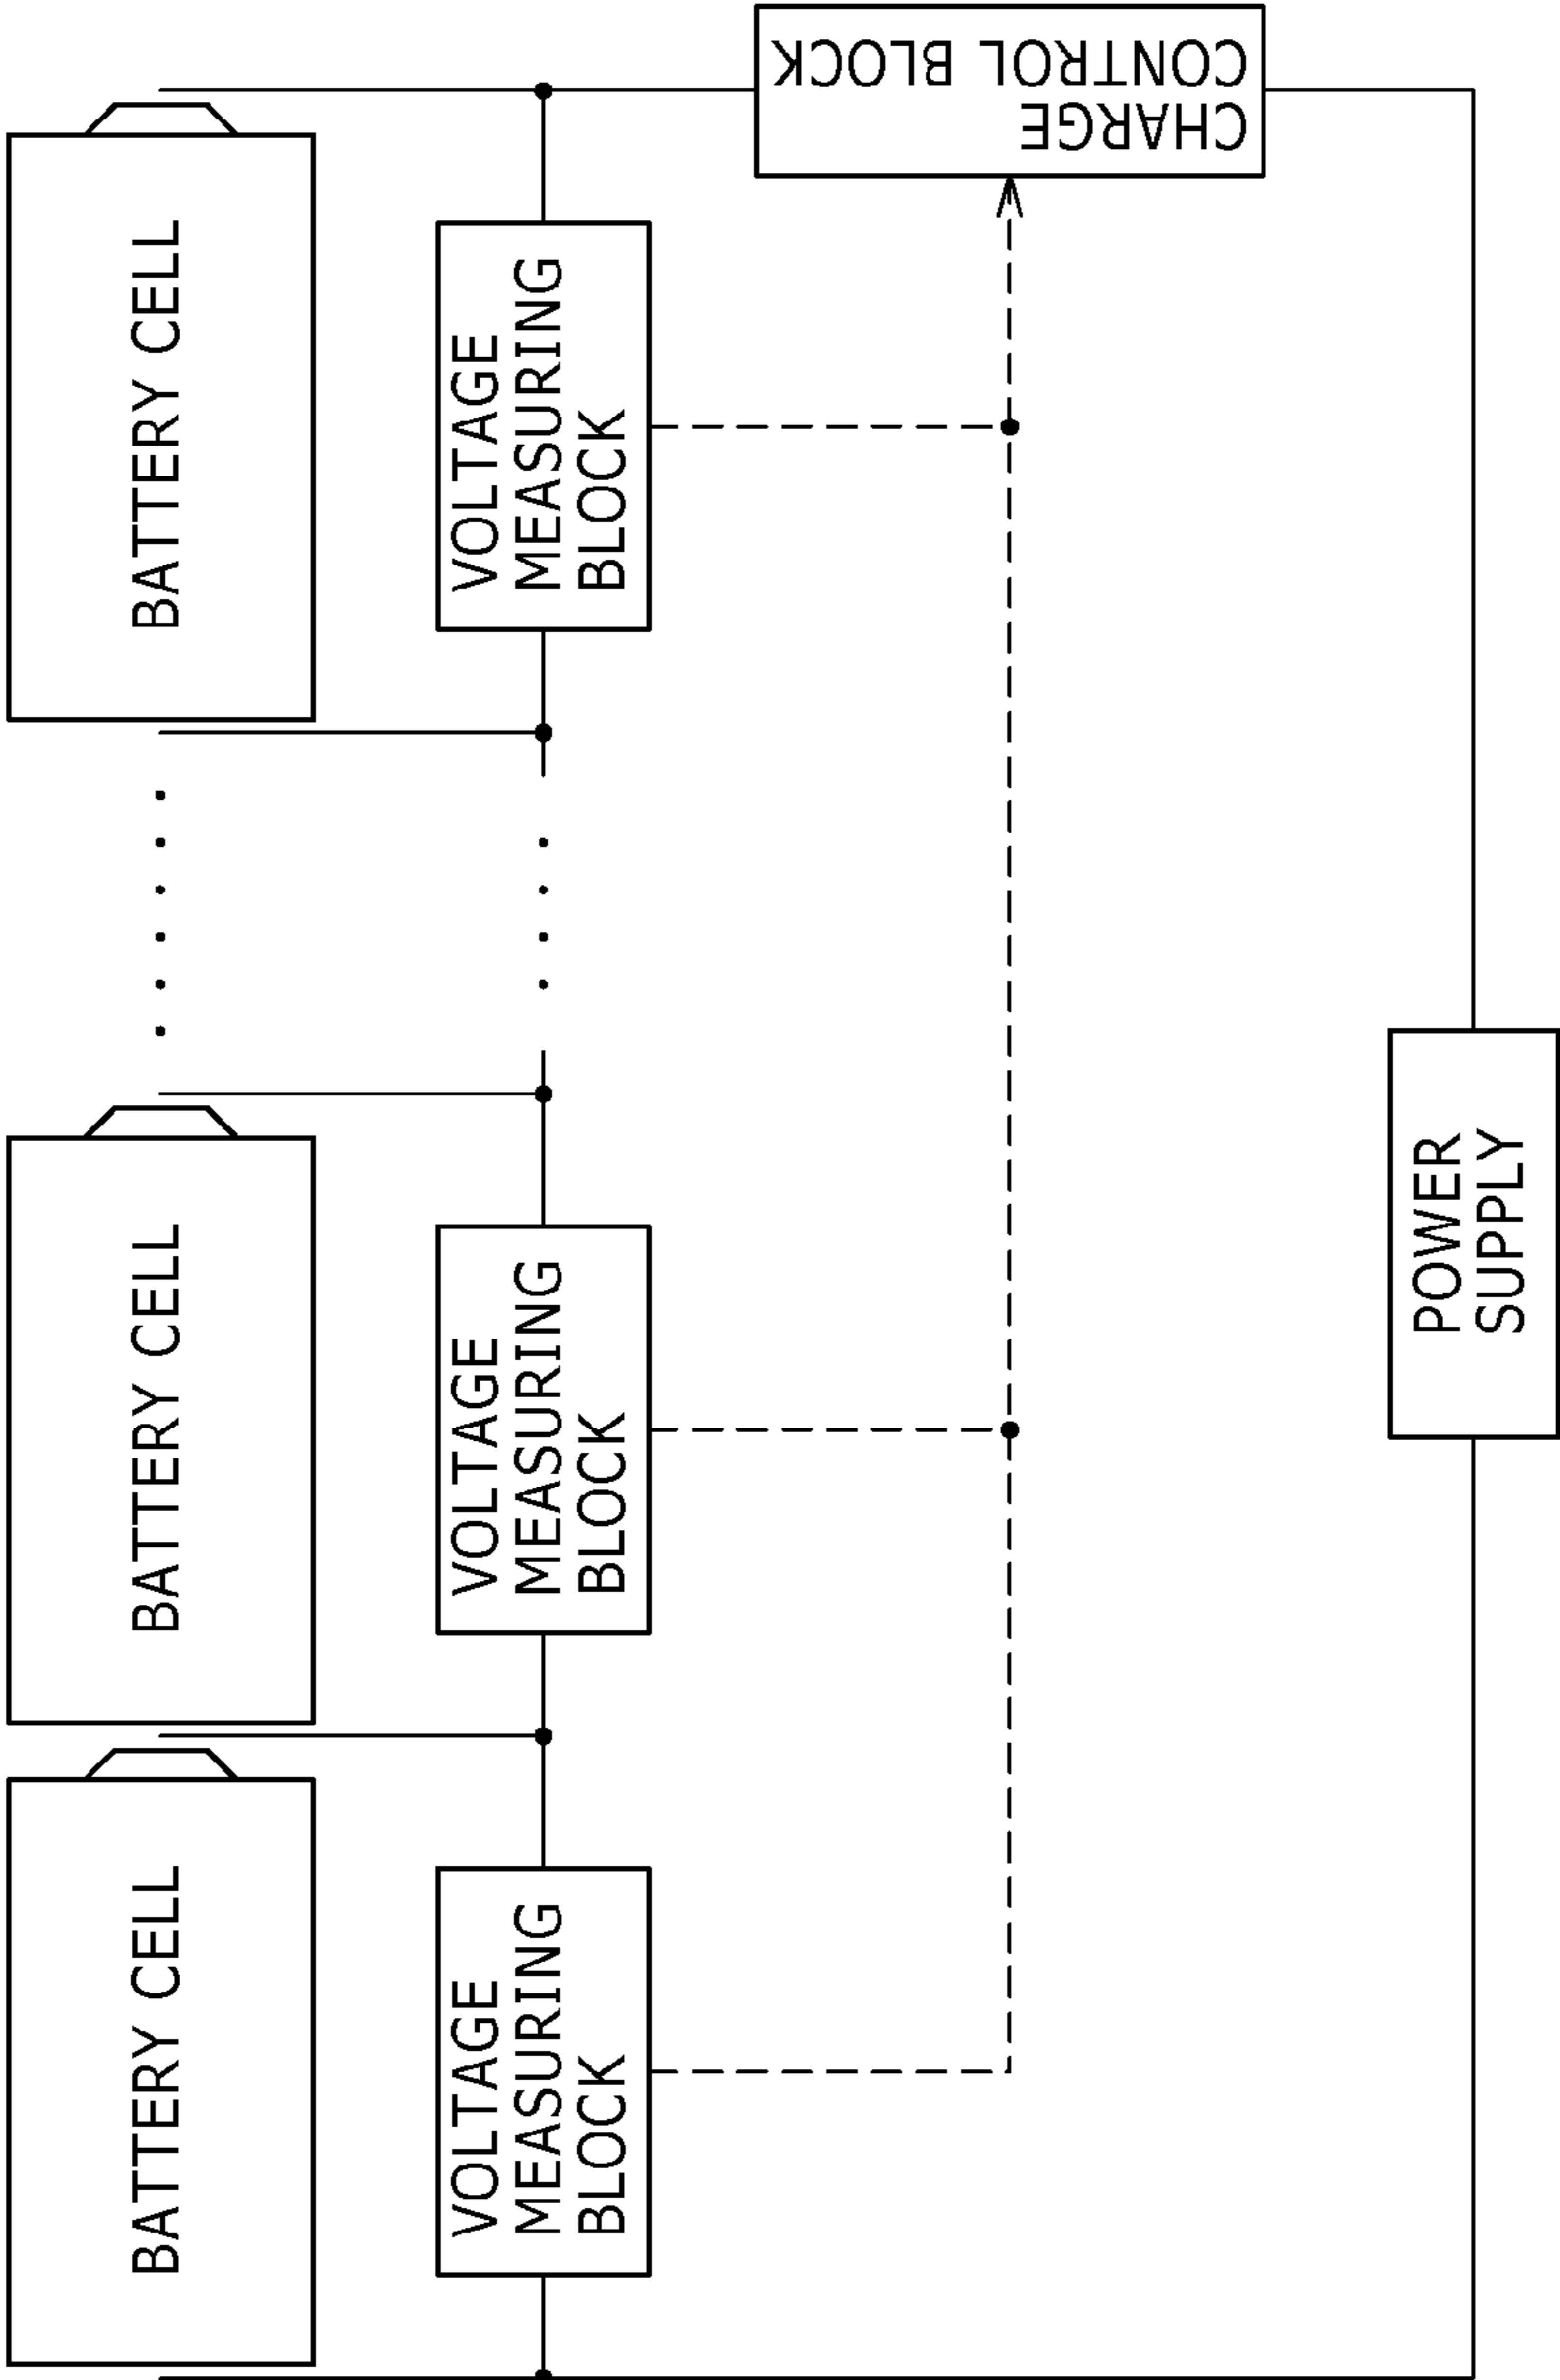 BATTERY CELL
BATTERY CELL
BATTERY CELL
VOLTAGE
MEASURING
BLOCK
VOLTAGE
MEASURING
BLOCK
VOLTAGE
MEASURING
BLOCK
CHARGE
CONTROL BLOCK
POWER
SUPPLY